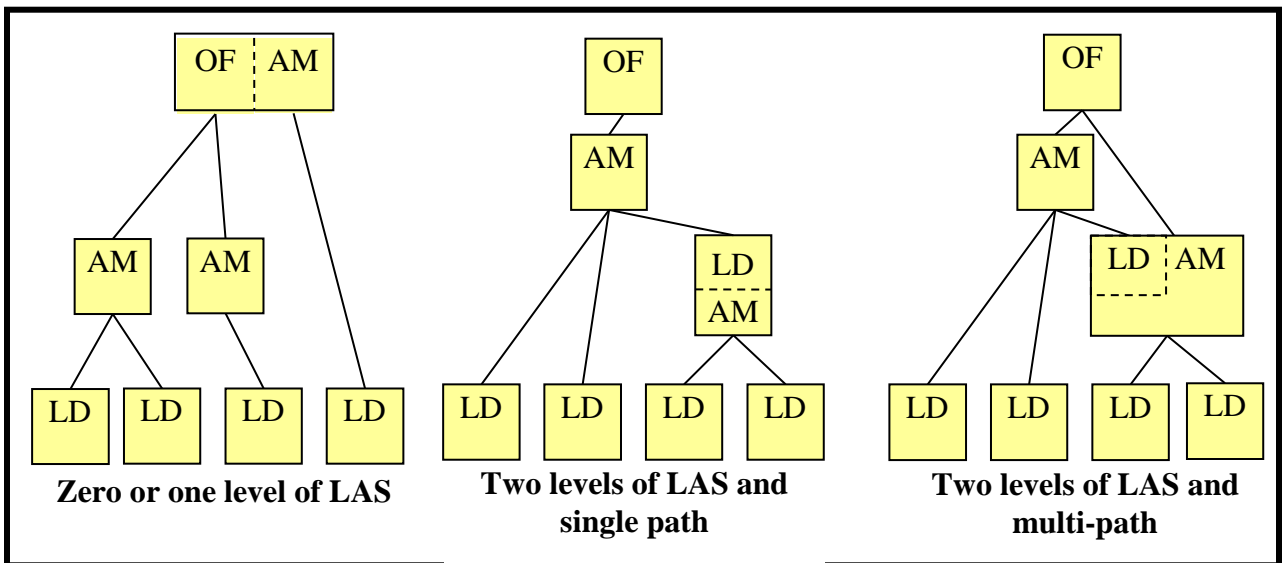 OF AM
AM AM
LD LD LD LD
Zero or one level of LAS
OF
AM
LD
AM
LD LD LD LD
Two levels of LAS and
single path
OF
AM
LD AM
LD LD LD LD
Two levels of LAS and
multi-path